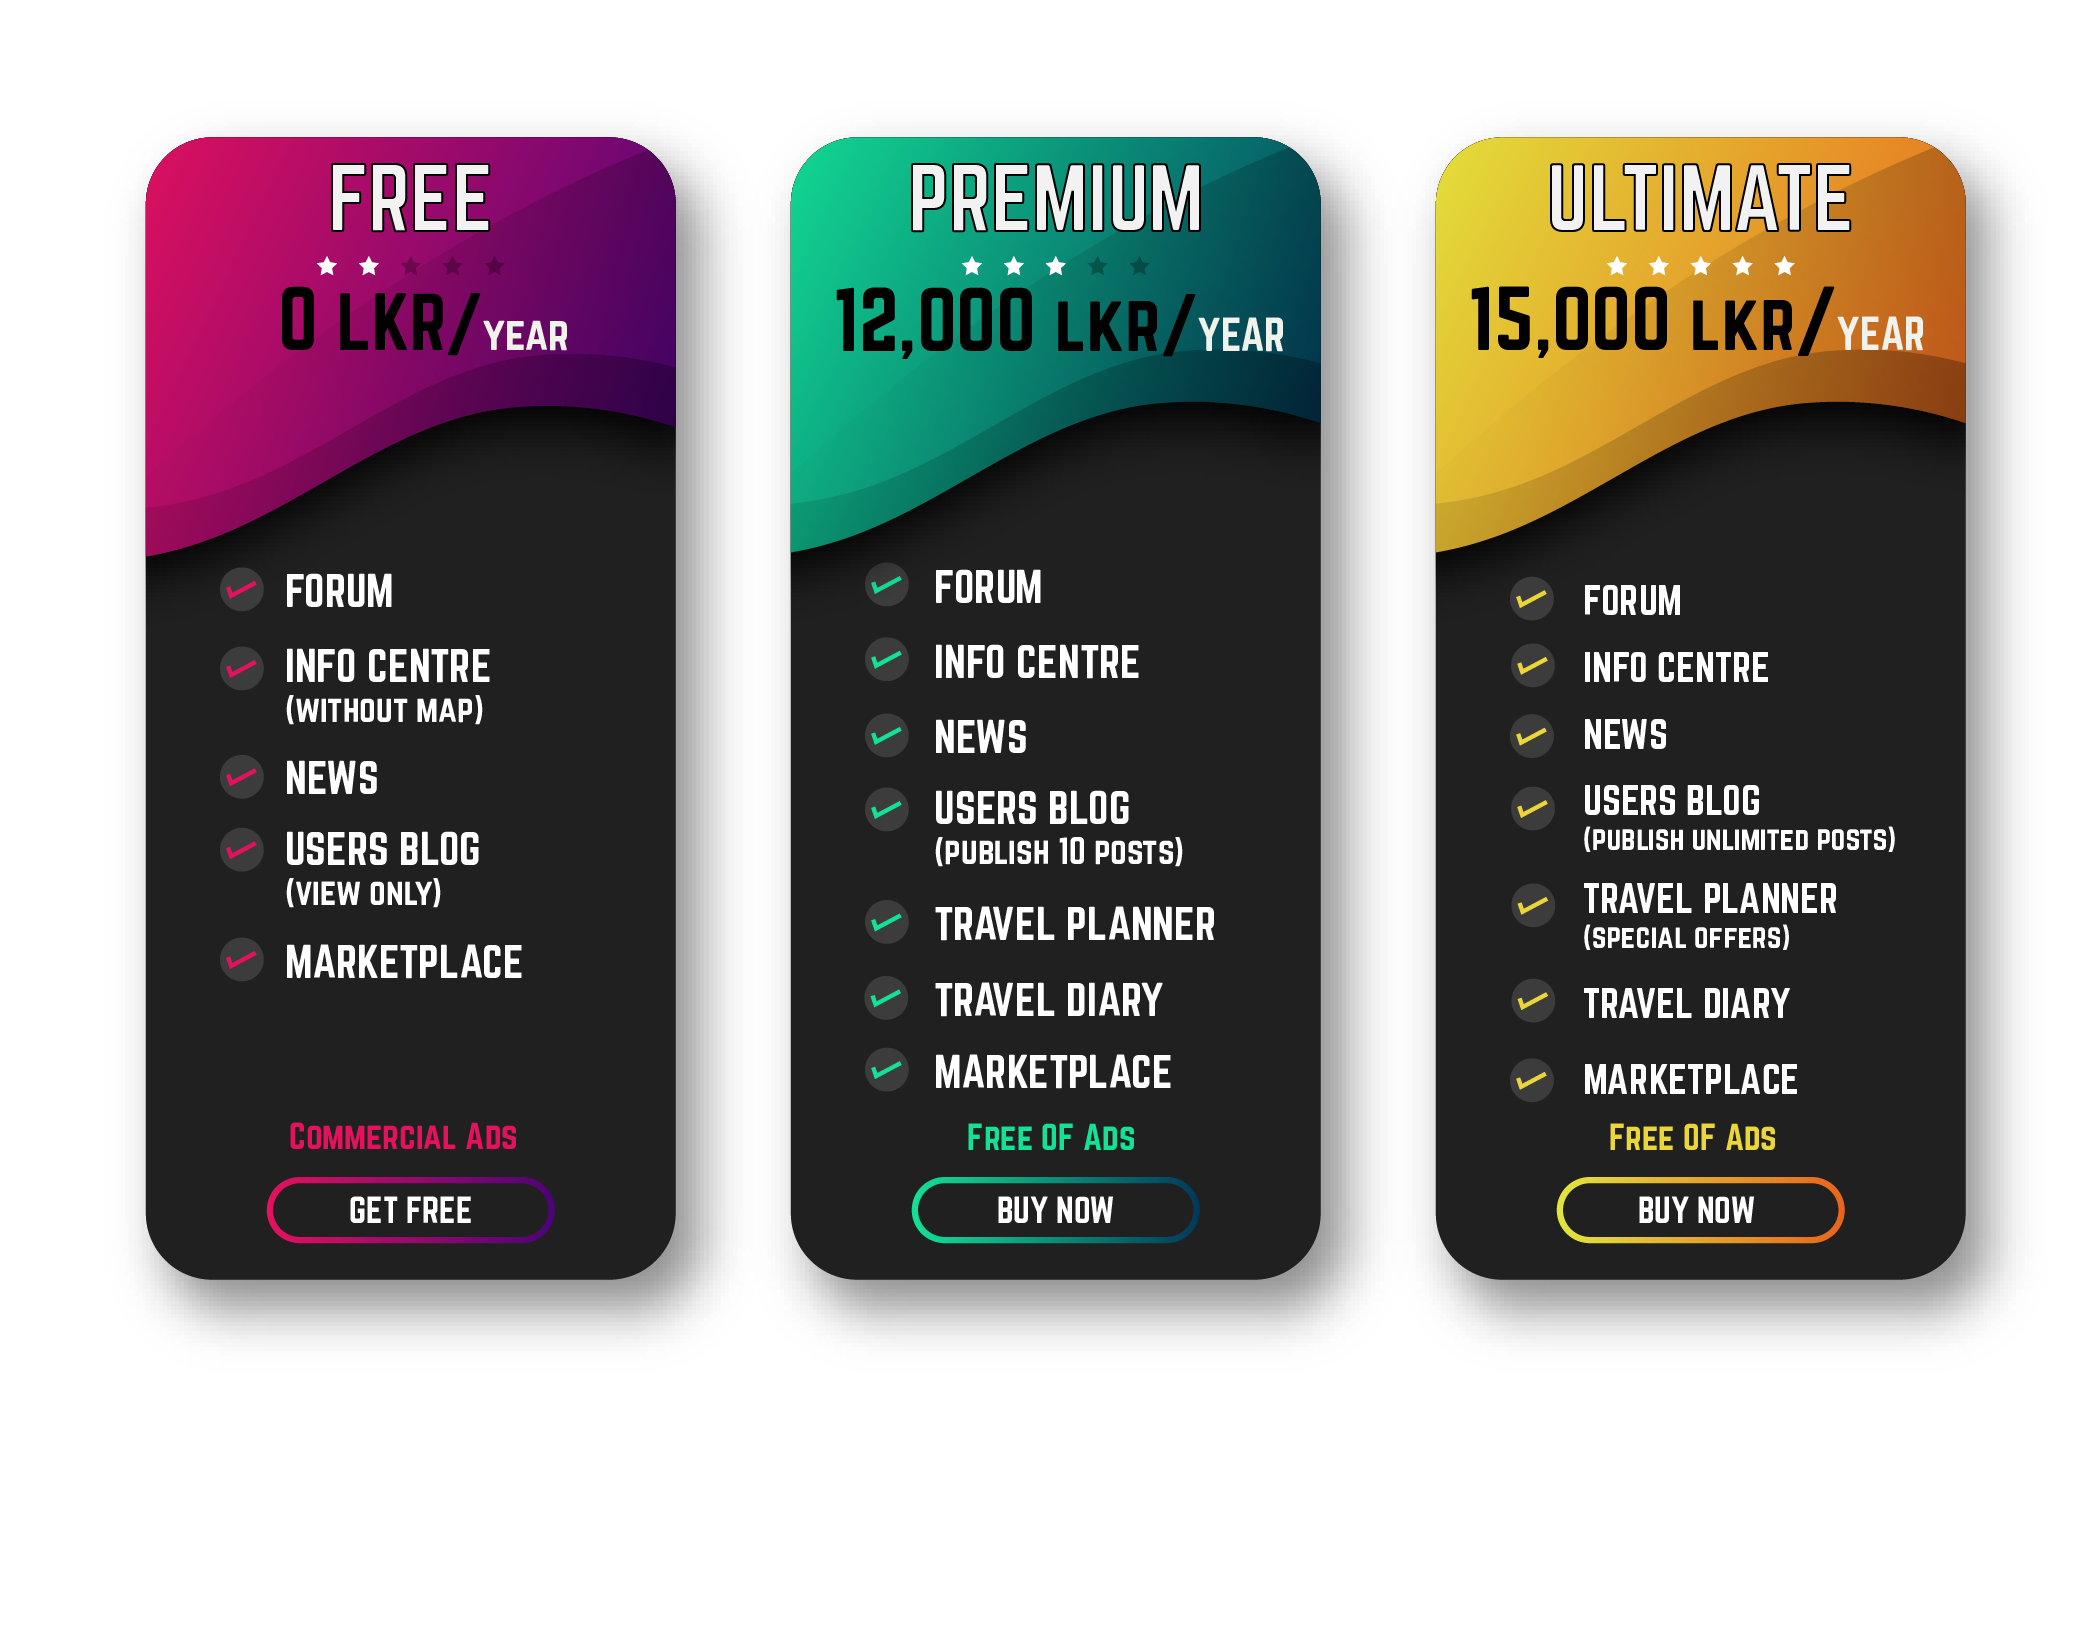 FREE
0 LKR/YEAR
FORUM
INFO CENTRE
(WITHOUT MAP)
NEWS
USERS BLOG
(VIEW ONLY)
MARKETPLACE
COMMERCIAL ADS
GET FREE
PREMIUM
12,000 LKR/YEAR
FORUM
INFO CENTRE
NEWS
USERS BLOG
(PUBLISH 10 POSTS)
TRAVEL PLANNER
TRAVEL DIARY
MARKETPLACE
FREE OF ADS
BUY NOW
ULTIMATE
15,000 LKR/YEAR
FORUM
INFO CENTRE
NEWS
USERS BLOG
(PUBLISH UNLIMITED POSTS)
TRAVEL PLANNER
(SPECIAL OFFERS)
TRAVEL DIARY
MARKETPLACE
FREE OF ADS
BUY NOW